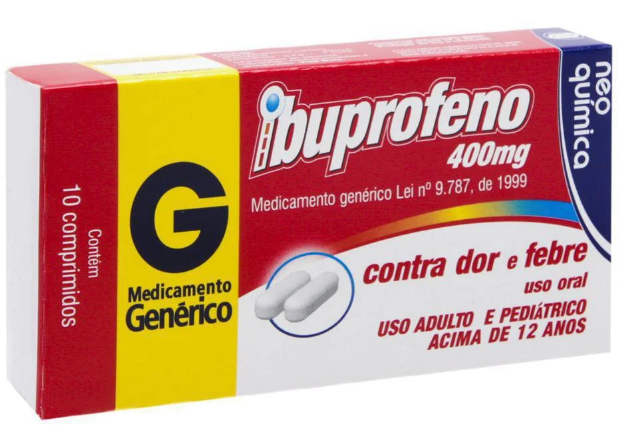 Contém
10 comprimidos
G
Medicamento
Genérico
ibuprofeno
400mg
Medicamento genérico Lei nº 9.787, de 1999
contra dor e febre
uso oral
USO ADULTO E PEDIÁTRICO
ACIMA DE 12 ANOS
neo
química